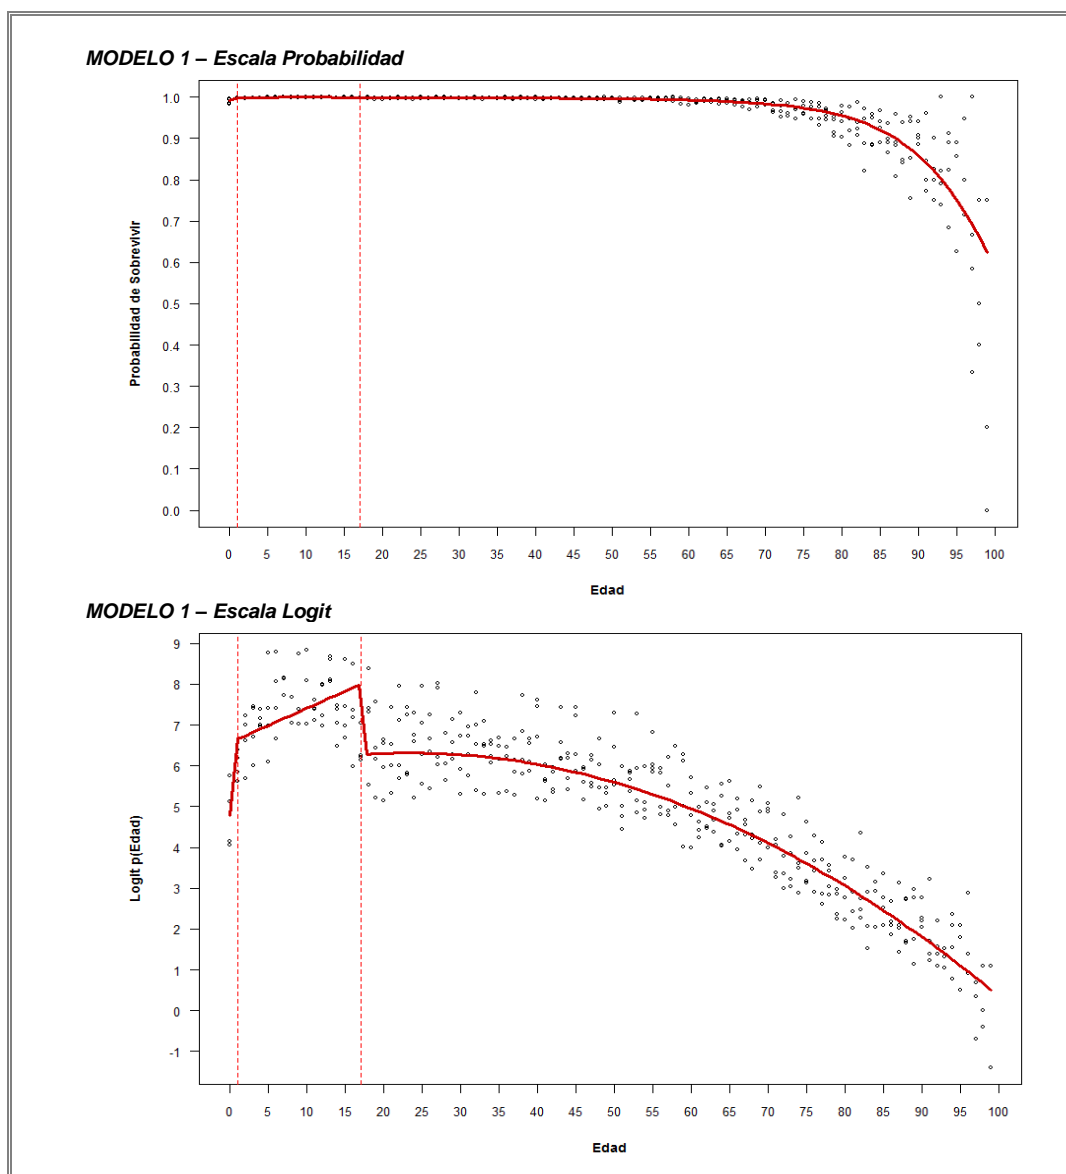 MODELO 1 – Escala Probabilidad
1.0
0.9
0.8
0.7
0.6
0.5
0.4
0.3
0.2
0.1
0.0
Probabilidad de Sobrevivir
0 5 10 15 20 25 30 35 40 45 50 55 60 65 70 75 80 85 90 95 100
Edad
MODELO 1 – Escala Logit
9
8
7
6
5
4
3
2
1
0
-1
Logit p(Edad)
0 5 10 15 20 25 30 35 40 45 50 55 60 65 70 75 80 85 90 95 100
Edad